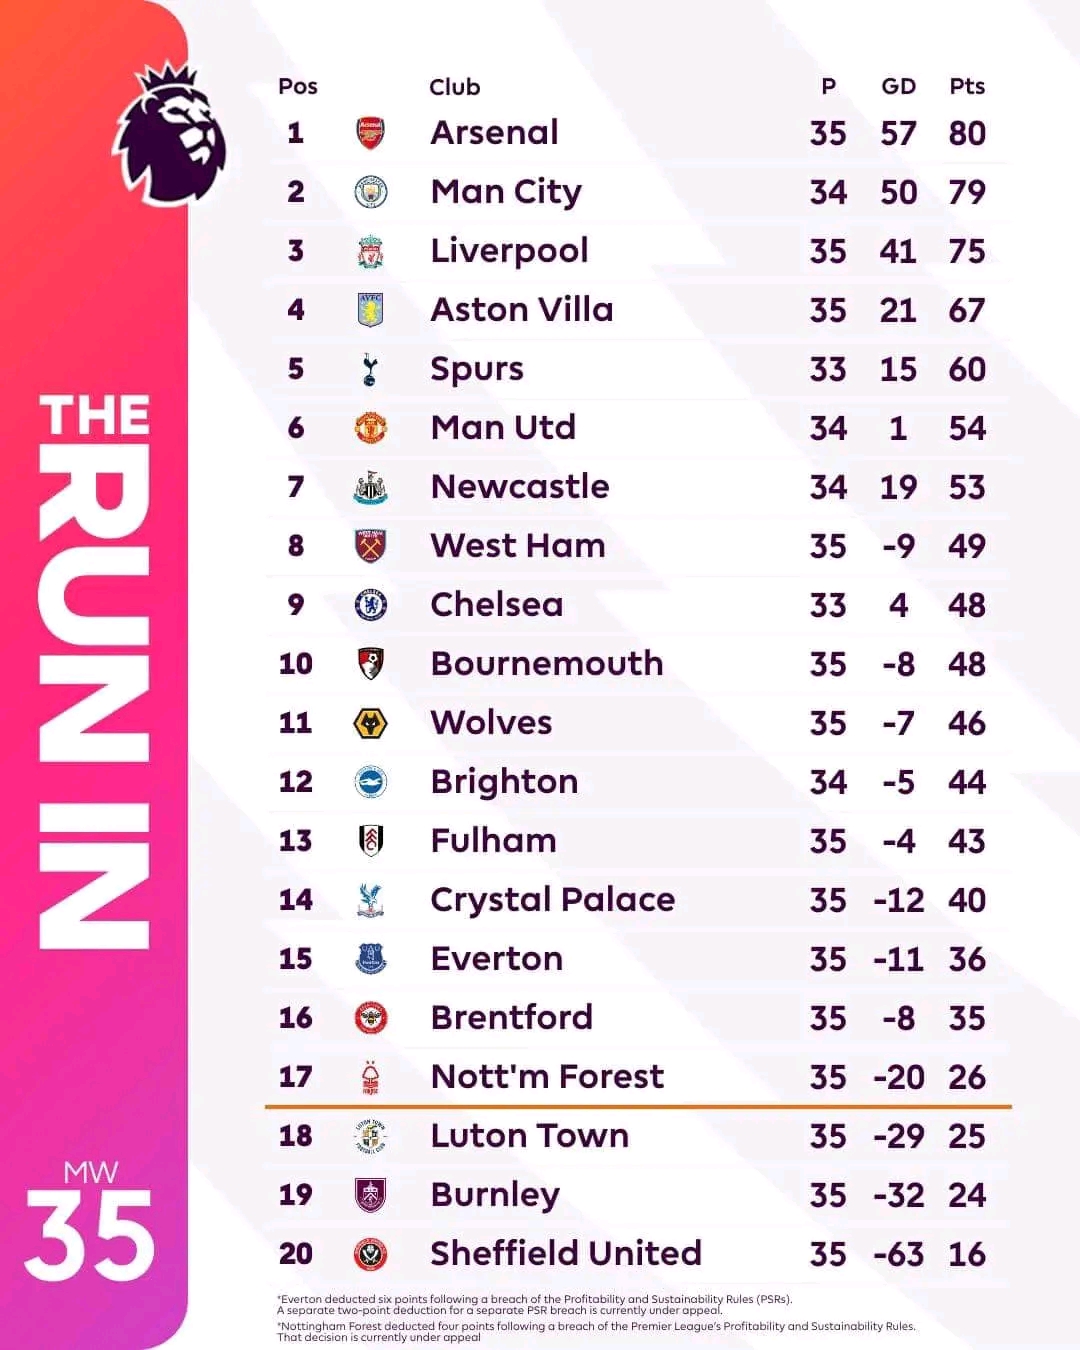 Pos Club P GD Pts
1 Arsenal 35 57 80
2 Man City 34 50 79
3 Liverpool 35 41 75
4 Aston Villa 35 21 67
5 Spurs 33 15 60
6 Man Utd 34 1 54
7 Newcastle 34 19 53
8 West Ham 35 -9 49
9 Chelsea 33 4 48
10 Bournemouth 35 -8 48
11 Wolves 35 -7 46
12 Brighton 34 -5 44
13 Fulham 35 -4 43
14 Crystal Palace 35 -12 40
15 Everton 35 -11 36
16 Brentford 35 -8 35
17 Nott'm Forest 35 -20 26
18 Luton Town 35 -29 25
19 Burnley 35 -32 24
20 Sheffield United 35 -63 16
THE
RUN IN
MW
35
*Everton deducted six points following a breach of the Profitability and Sustainability Rules (PSRs).
A separate two-point deduction for a separate PSR breach is currently under appeal.
*Nottingham Forest deducted four points following a breach of the Premier League's Profitability and Sustainability Rules.
That decision is currently under appeal